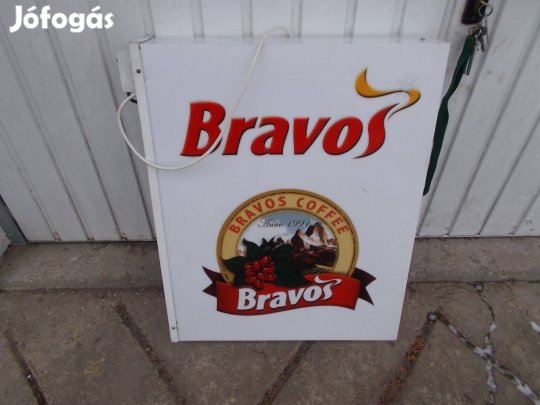 Jófogás
Bravos
BRAVOS COFFEE
Anno 1991
Bravos